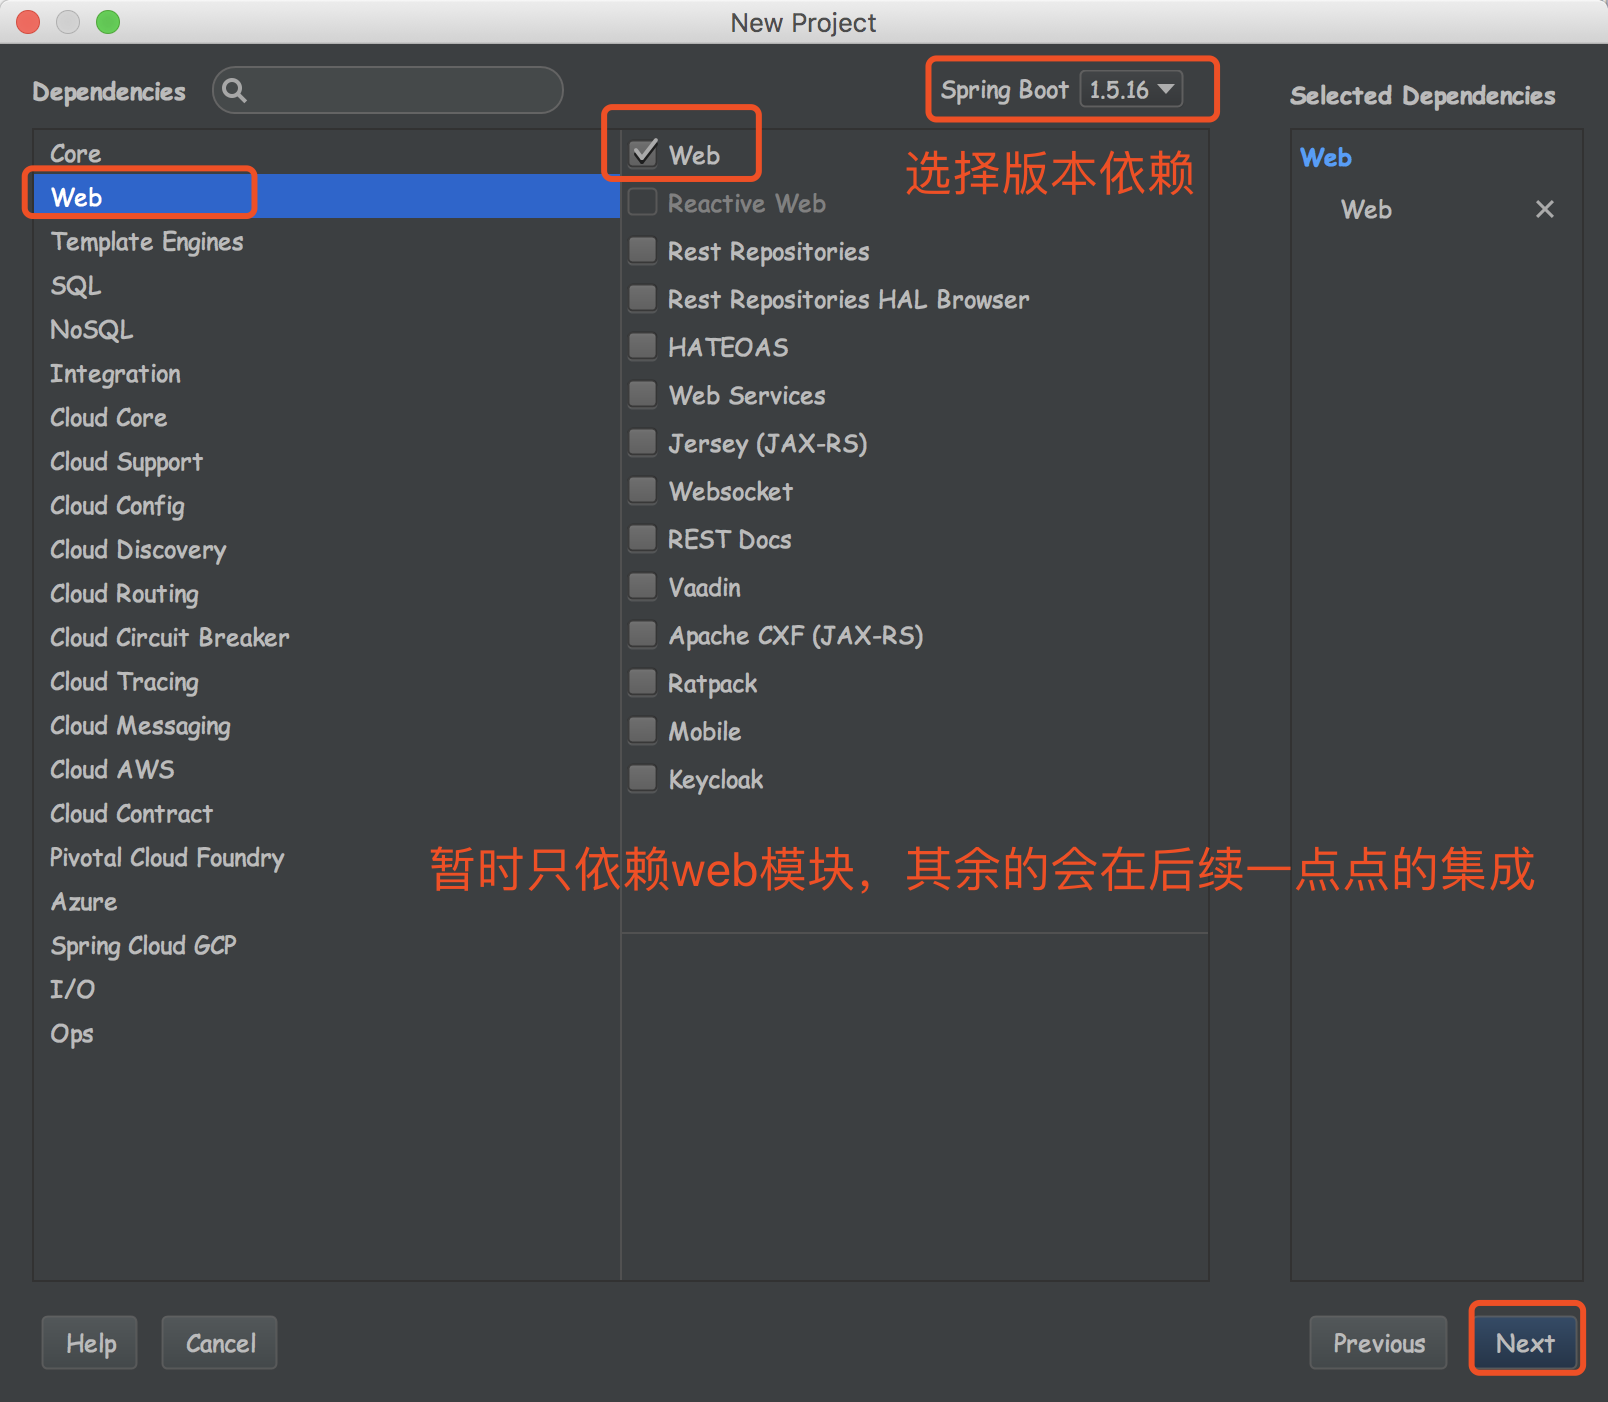 New Project
Dependencies
Spring Boot 1.5.16
Selected Dependencies
Core
Web
Template Engines
SQL
NoSQL
Integration
Cloud Core
Cloud Support
Cloud Config
Cloud Discovery
Cloud Routing
Cloud Circuit Breaker
Cloud Tracing
Cloud Messaging
Cloud AWS
Cloud Contract
Pivotal Cloud Foundry
Azure
Spring Cloud GCP
I/O
Ops
Web
Reactive Web
Rest Repositories
Rest Repositories HAL Browser
HATEOAS
Web Services
Jersey (JAX-RS)
Websocket
REST Docs
Vaadin
Apache CXF (JAX-RS)
Ratpack
Mobile
Keycloak
选择版本依赖
暂时只依赖web模块，其余的会在后续一点点的集成
Web
Web
Help
Cancel
Previous
Next